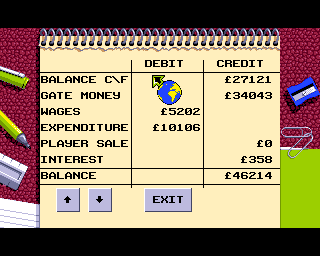 DEBIT CREDIT
BALANCE C\F £27121
GATE MONEY £34043
WAGES £5202
EXPENDITURE £10106
PLAYER SALE £0
INTEREST £358
BALANCE £46214
EXIT